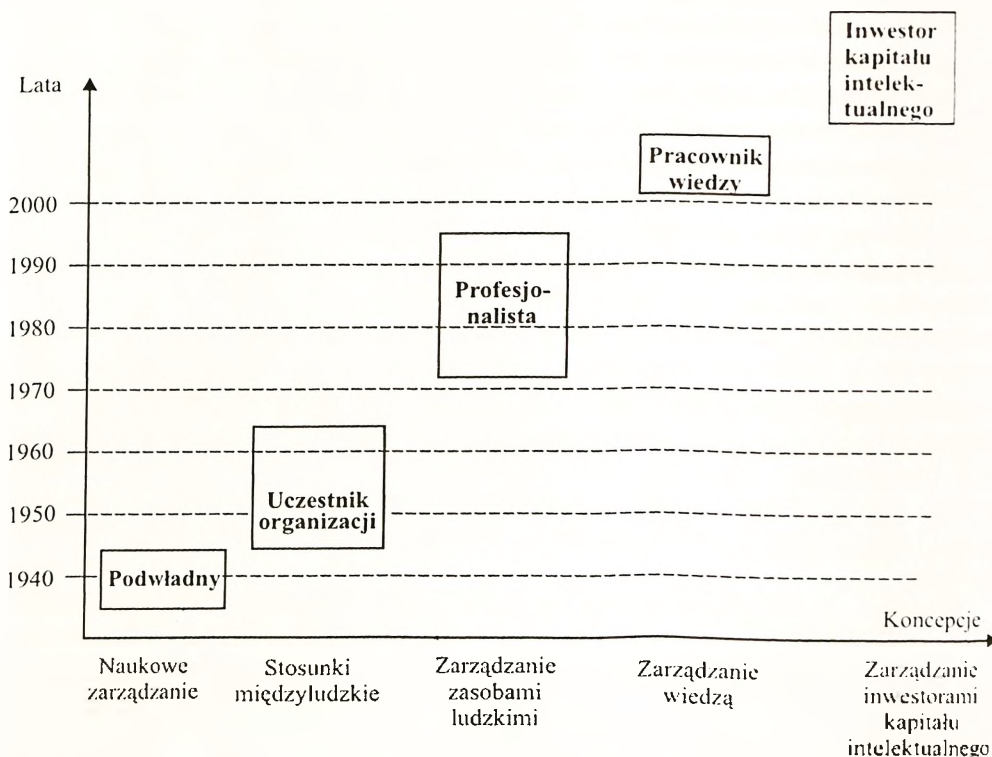 Inwestor
kapitału
intelek-
tualnego
Lata
Pracownik
wiedzy
2000
1990
Profesjo-
nalista
1980
1970
1960
Uczestnik
organizacji
1950
Podwładny
1940
Koncepcje
Naukowe
zarządzanie
Stosunki
międzyludzkie
Zarządzanie
zasobami
ludzkimi
Zarządzanie
wiedzą
Zarządzanie
inwestorami
kapitału
intelektualnego